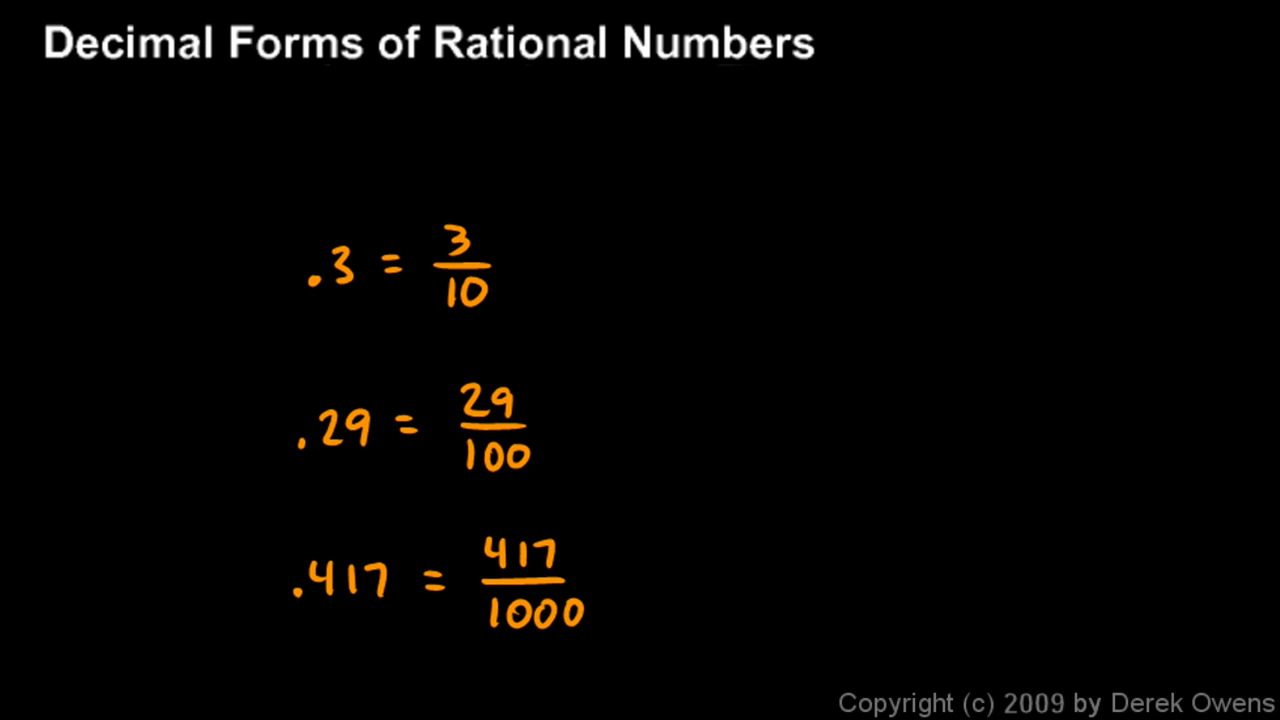 Decimal Forms of Rational Numbers
.3 = 3/10
.29 = 29/100
.417 = 417/1000
Copyright (c) 2009 by Derek Owens